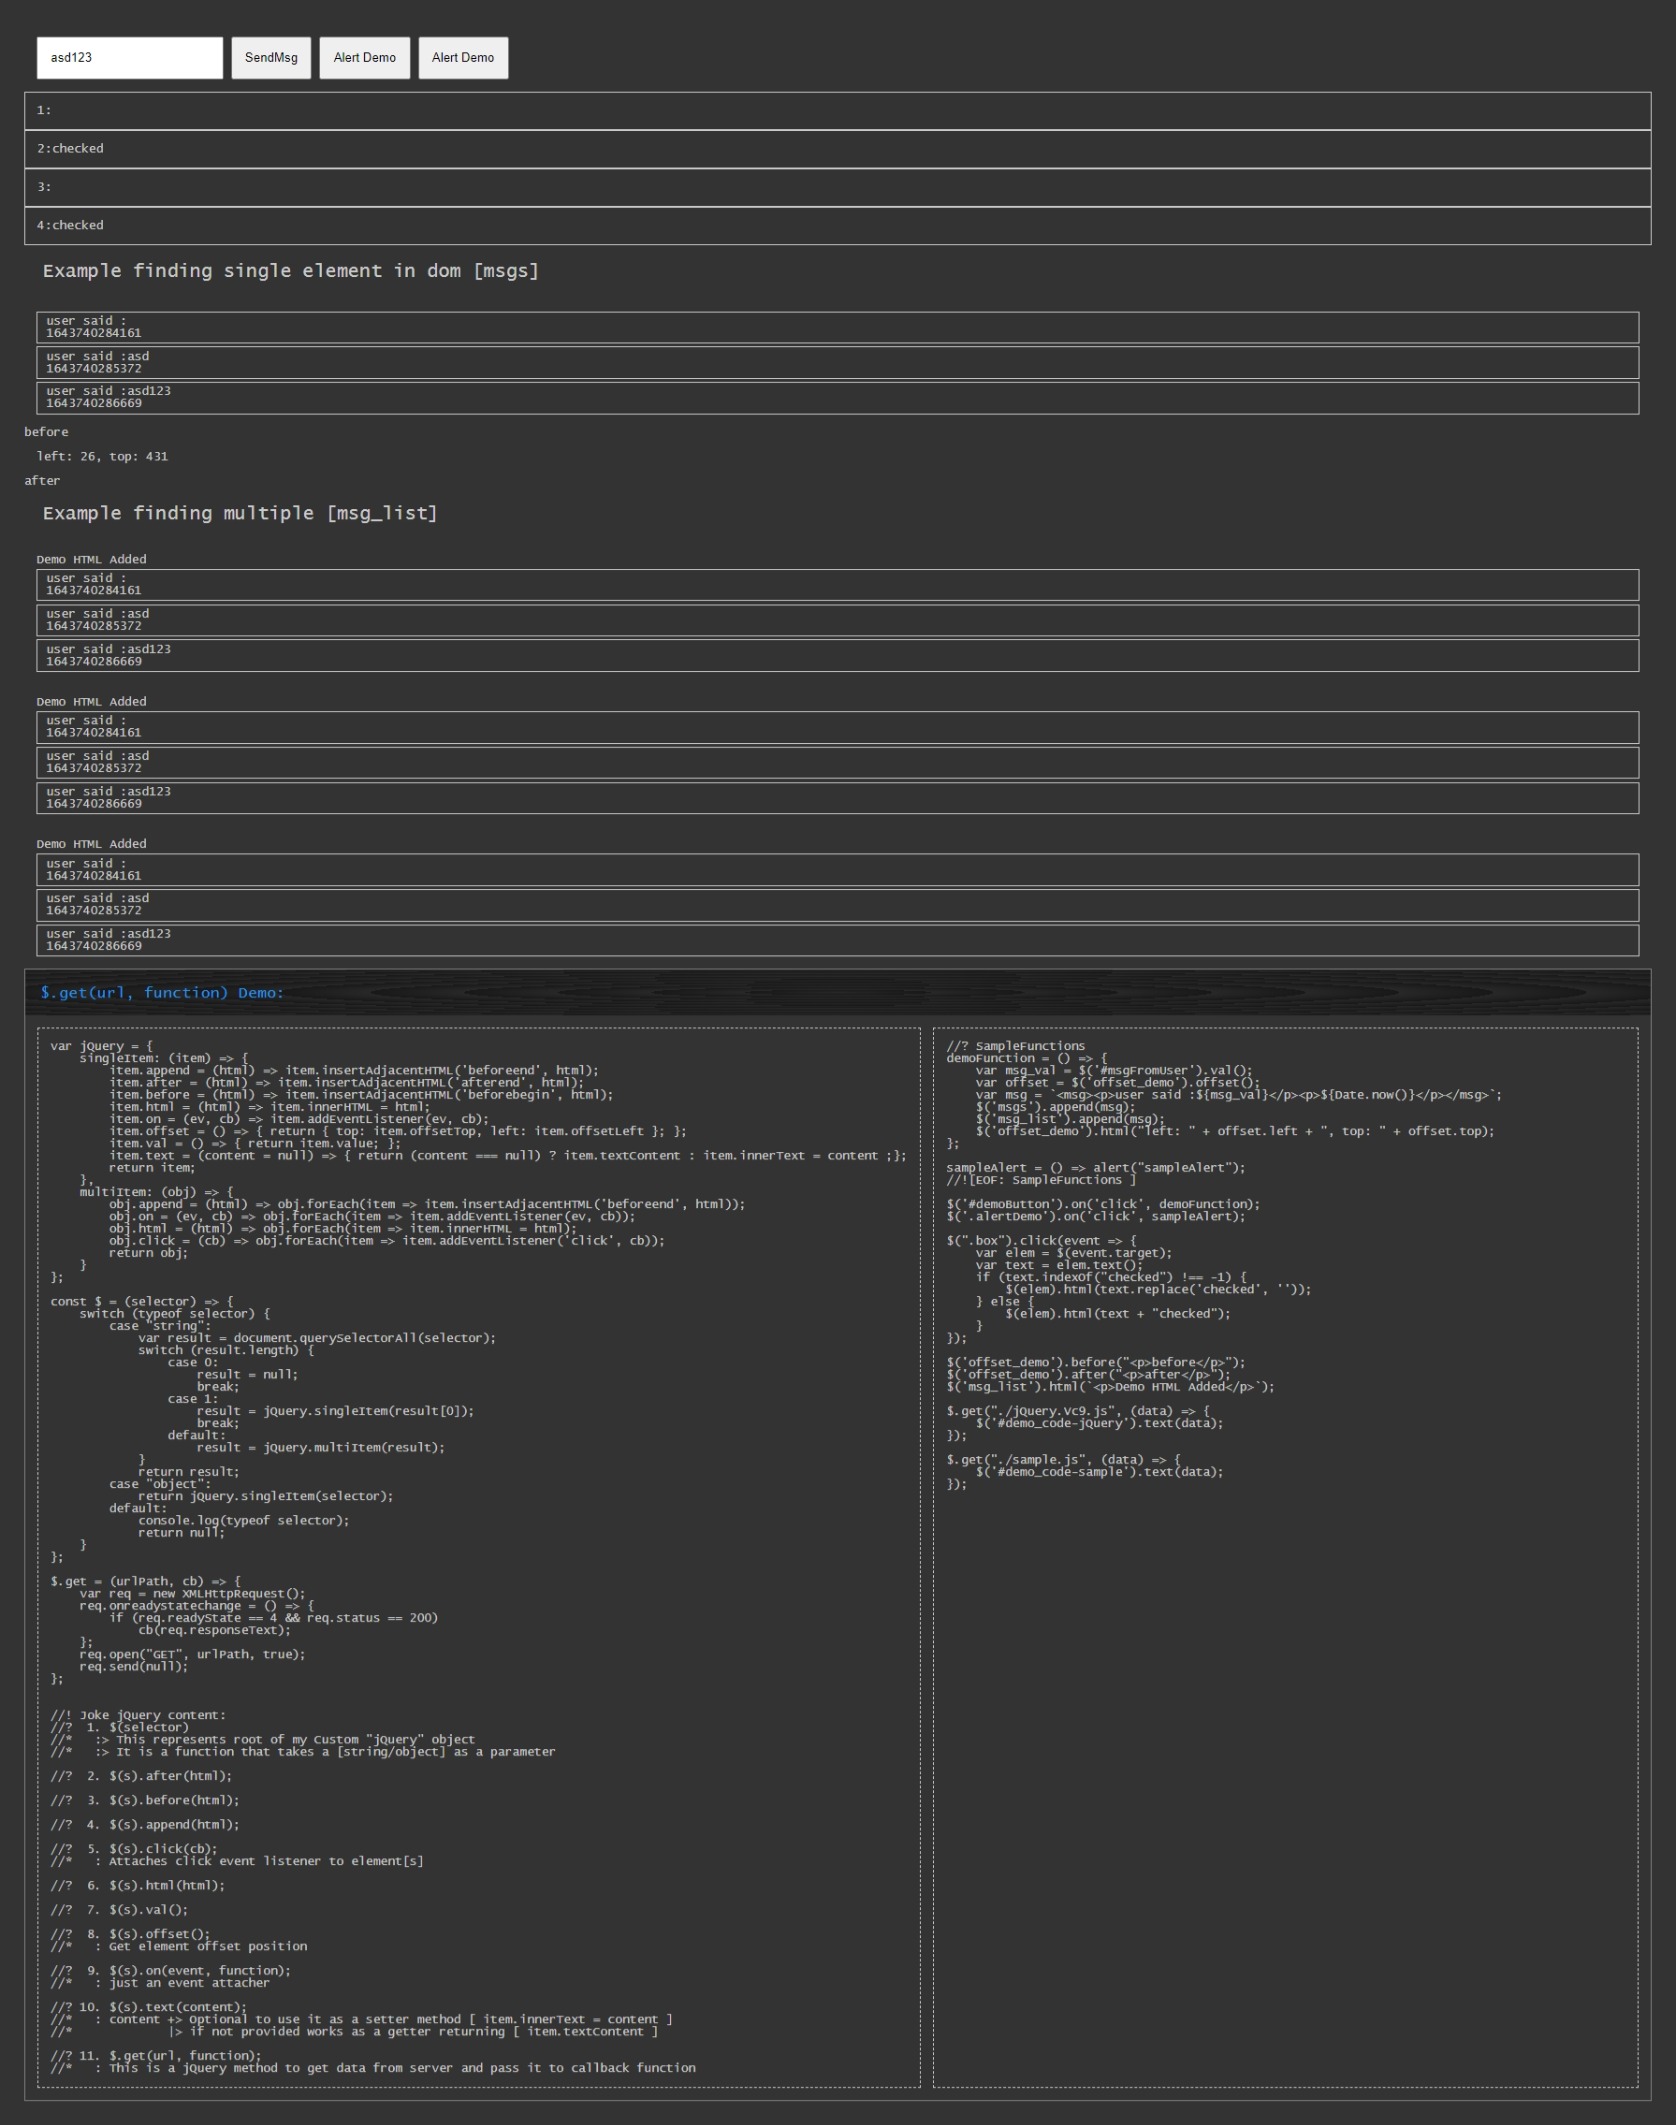 asd123 SendMsg Alert Demo Alert Demo
1:
2:checked
3:
4:checked
Example finding single element in dom [msgs]
user said :
1643740284161
user said :asd
1643740285372
user said :asd123
1643740286669
before
left: 26, top: 431
after
Example finding multiple [msg_list]
Demo HTML Added
user said :
1643740284161
user said :asd
1643740285372
user said :asd123
1643740286669
Demo HTML Added
user said :
1643740284161
user said :asd
1643740285372
user said :asd123
1643740286669
Demo HTML Added
user said :
1643740284161
user said :asd
1643740285372
user said :asd123
1643740286669
$.get(url, function) Demo:
var jQuery = {
    singleItem: (item) => {
        item.append = (html) => item.insertAdjacentHTML('beforeend', html);
        item.after = (html) => item.insertAdjacentHTML('afterend', html);
        item.before = (html) => item.insertAdjacentHTML('beforebegin', html);
        item.html = (html) => item.innerHTML = html;
        item.on = (ev, cb) => item.addEventListener(ev, cb);
        item.offset = () => { return { top: item.offsetTop, left: item.offsetLeft }; };
        item.val = () => { return item.value; };
        item.text = (content = null) => { return (content === null) ? item.textContent : item.innerText = content ;};
        return item;
    },
    multiItem: (obj) => {
        obj.append = (html) => obj.forEach(item => item.insertAdjacentHTML('beforeend', html));
        obj.on = (ev, cb) => obj.forEach(item => item.addEventListener(ev, cb));
        obj.html = (html) => obj.forEach(item => item.innerHTML = html);
        obj.click = (cb) => obj.forEach(item => item.addEventListener('click', cb));
        return obj;
    }
};
const $ = (selector) => {
    switch (typeof selector) {
        case "string":
            var result = document.querySelectorAll(selector);
            switch (result.length) {
                case 0:
                    result = null;
                    break;
                case 1:
                    result = jQuery.singleItem(result[0]);
                    break;
                default:
                    result = jQuery.multiItem(result);
            }
            return result;
        case "object":
            return jQuery.singleItem(selector);
        default:
            console.log(typeof selector);
            return null;
    }
};
$.get = (urlPath, cb) => {
    var req = new XMLHttpRequest();
    req.onreadystatechange = () => {
        if (req.readyState == 4 && req.status == 200)
            cb(req.responseText);
    };
    req.open("GET", urlPath, true);
    req.send(null);
};
//! Joke jQuery content:
//?  1. $(selector)
//*   :> This represents root of my Custom "jQuery" object
//*   :> It is a function that takes a [string/object] as a parameter
//?  2. $(s).after(html);
//?  3. $(s).before(html);
//?  4. $(s).append(html);
//?  5. $(s).click(cb);
//*   : Attaches click event listener to element[s]
//?  6. $(s).html(html);
//?  7. $(s).val();
//?  8. $(s).offset();
//*   : Get element offset position
//?  9. $(s).on(event, function);
//*   : just an event attacher
//? 10. $(s).text(content);
//*   : content +> Optional to use it as a setter method [ item.innerText = content ]
//*             |> if not provided works as a getter returning [ item.textContent ]
//? 11. $.get(url, function);
//*   : This is a jQuery method to get data from server and pass it to callback function
//? SampleFunctions
demoFunction = () => {
    var msg_val = $('#msgFromUser').val();
    var offset = $('offset_demo').offset();
    var msg = `<msg><p>user said :${msg_val}</p><p>${Date.now()}</p></msg>`;
    $('msgs').append(msg);
    $('msg_list').append(msg);
    $('offset_demo').html("left: " + offset.left + ", top: " + offset.top);
};
sampleAlert = () => alert("sampleAlert");
//![EOF: SampleFunctions ]
$('#demoButton').on('click', demoFunction);
$('.alertDemo').on('click', sampleAlert);
$(".box").click(event => {
    var elem = $(event.target);
    var text = elem.text();
    if (text.indexOf("checked") !== -1) {
        $(elem).html(text.replace('checked', ''));
    } else {
        $(elem).html(text + "checked");
    }
});
$('offset_demo').before("<p>before</p>");
$('offset_demo').after("<p>after</p>");
$('msg_list').html(`<p>Demo HTML Added</p>`);
$.get("./jQuery.Vc9.js", (data) => {
    $('#demo_code-jQuery').text(data);
});
$.get("./sample.js", (data) => {
    $('#demo_code-sample').text(data);
});